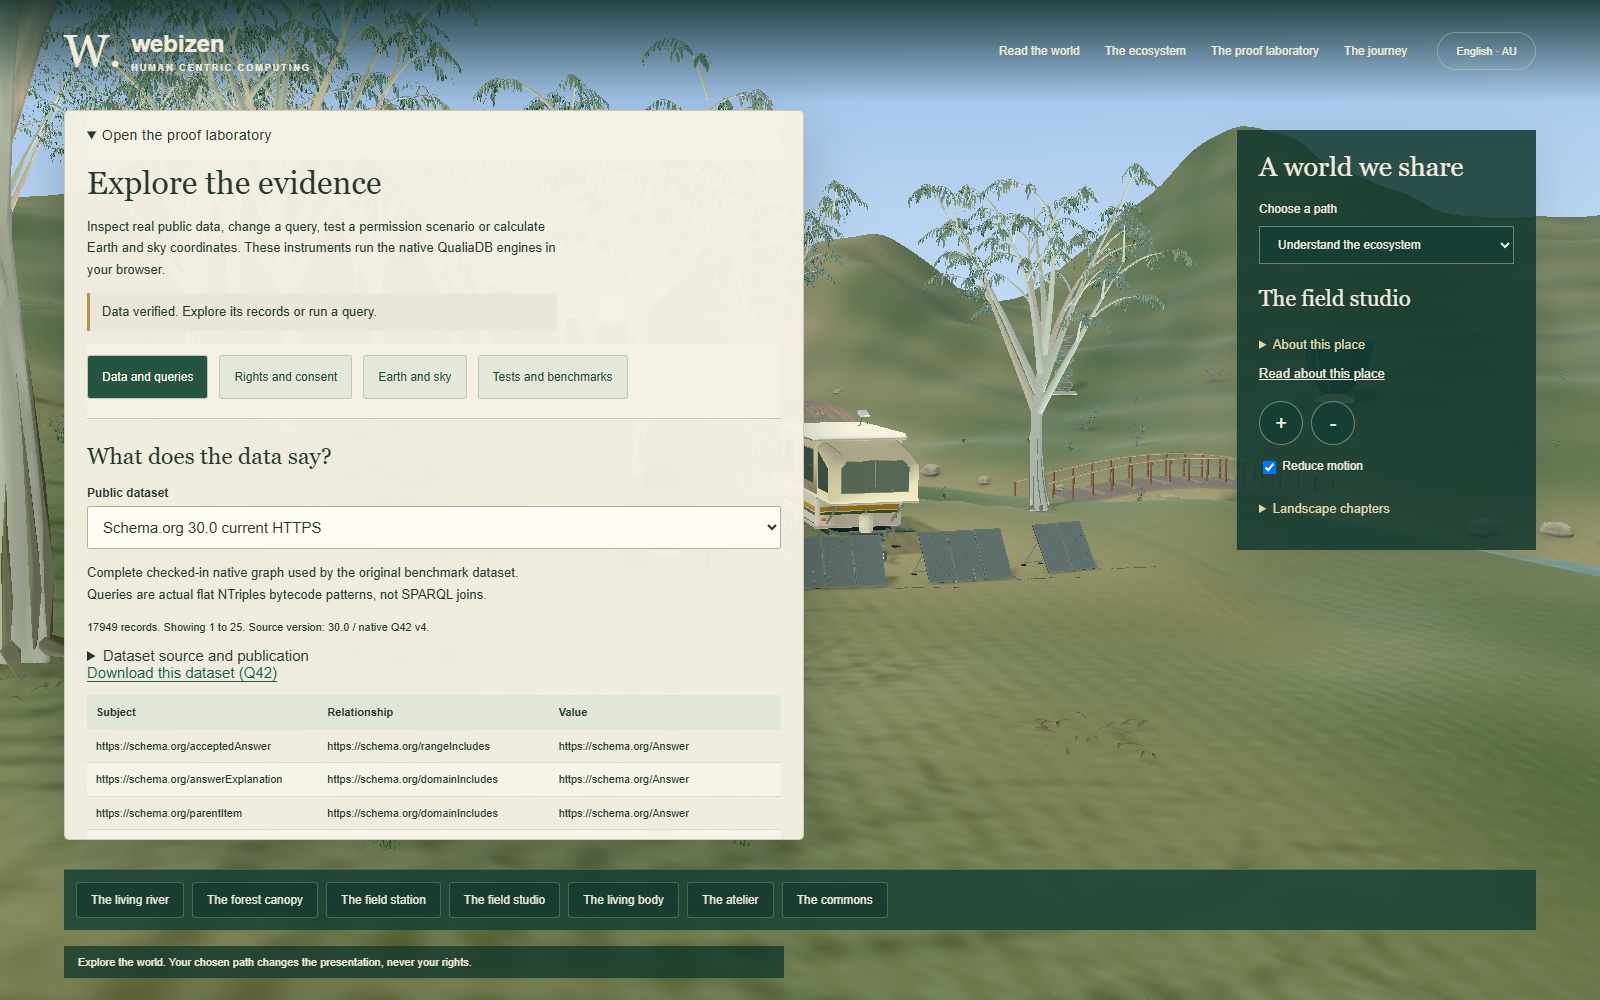 W.
webizen
HUMAN CENTRIC COMPUTING
Read the world
The ecosystem
The proof laboratory
The journey
English · AU
Open the proof laboratory
Explore the evidence
Inspect real public data, change a query, test a permission scenario or calculate
Earth and sky coordinates. These instruments run the native QualiaDB engines in
your browser.
Data verified. Explore its records or run a query.
Data and queries
Rights and consent
Earth and sky
Tests and benchmarks
What does the data say?
Public dataset
Schema.org 30.0 current HTTPS
Complete checked-in native graph used by the original benchmark dataset.
Queries are actual flat NTriples bytecode patterns, not SPARQL joins.
17949 records. Showing 1 to 25. Source version: 30.0 / native Q42 v4.
Dataset source and publication
Download this dataset (Q42)
Subject Relationship Value
https://schema.org/acceptedAnswer https://schema.org/rangeIncludes https://schema.org/Answer
https://schema.org/answerExplanation https://schema.org/domainIncludes https://schema.org/Answer
https://schema.org/parentItem https://schema.org/domainIncludes https://schema.org/Answer
A world we share
Choose a path
Understand the ecosystem
The field studio
About this place
Read about this place
+ -
Reduce motion
Landscape chapters
The living river
The forest canopy
The field station
The field studio
The living body
The atelier
The commons
Explore the world. Your chosen path changes the presentation, never your rights.